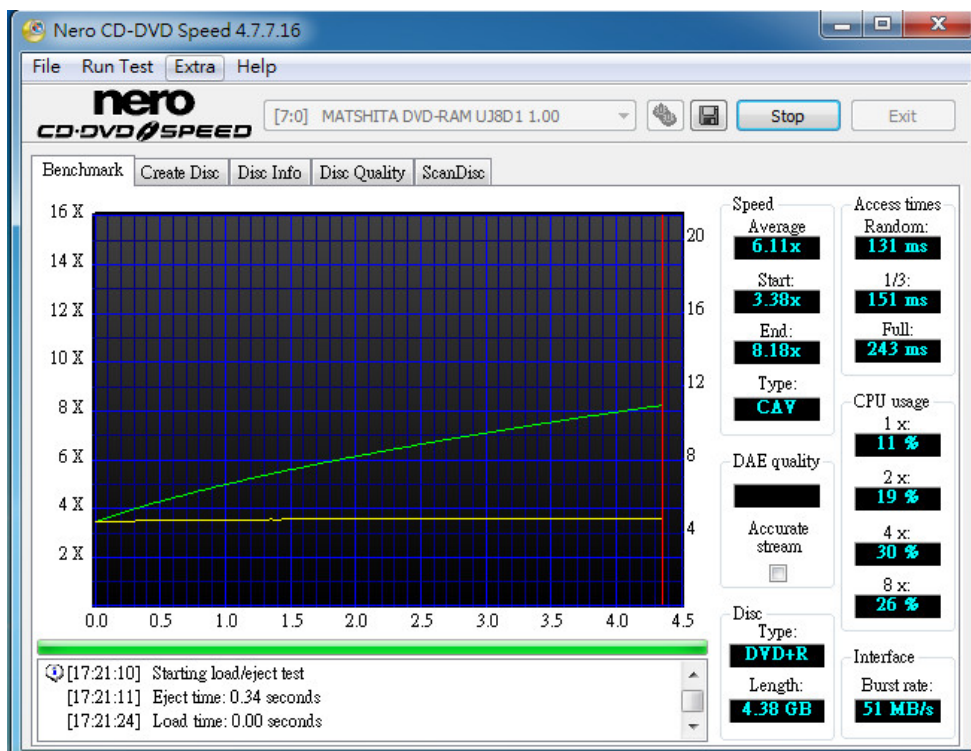 Nero CD-DVD Speed 4.7.7.16
File Run Test Extra Help
nero
CD·DVD SPEED
[7:0] MATSHITA DVD-RAM UJ8D1 1.00
Stop
Exit
Benchmark Create Disc Disc Info Disc Quality ScanDisc
16 X
14 X
12 X
10 X
8 X
6 X
4 X
2 X
20
16
12
8
4
0.0 0.5 1.0 1.5 2.0 2.5 3.0 3.5 4.0 4.5
Speed
Average
6.11x
Start:
3.38x
End:
8.18x
Type:
CAV
DAE quality
Accurate
stream
Disc
Type:
DVD+R
Length:
4.38 GB
Access times
Random:
131 ms
1/3:
151 ms
Full:
243 ms
CPU usage
1 x:
11 %
2 x:
19 %
4 x:
30 %
8 x:
26 %
Interface
Burst rate:
51 MB/s
[17:21:10] Starting load/eject test
[17:21:11] Eject time: 0.34 seconds
[17:21:24] Load time: 0.00 seconds